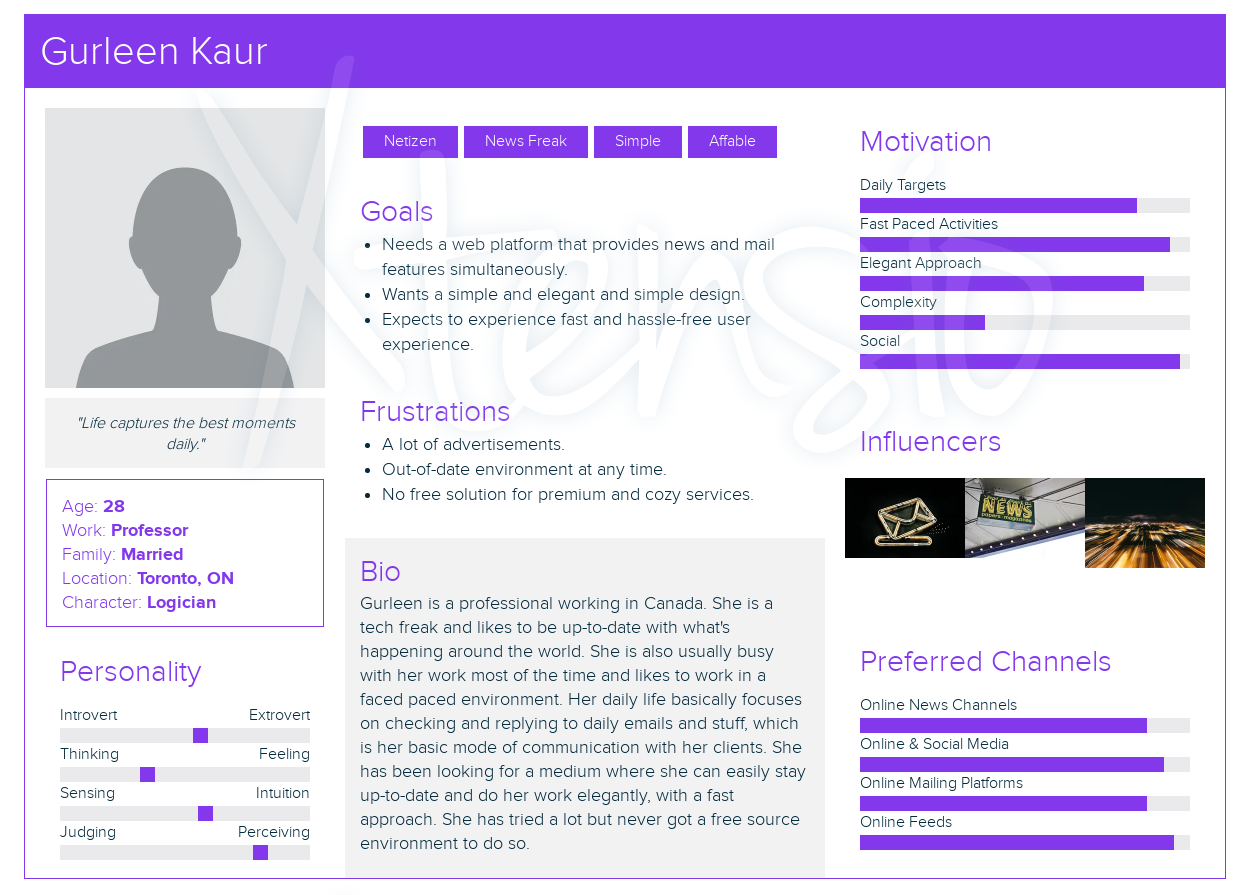 Gurleen Kaur
"Life captures the best moments
daily."
Age: 28
Work: Professor
Family: Married
Location: Toronto, ON
Character: Logician
Personality
Introvert Extrovert
Thinking Feeling
Sensing Intuition
Judging Perceiving
Netizen News Freak Simple Affable
Goals
• Needs a web platform that provides news and mail
features simultaneously.
• Wants a simple and elegant and simple design.
• Expects to experience fast and hassle-free user
experience.
Frustrations
• A lot of advertisements.
• Out-of-date environment at any time.
• No free solution for premium and cozy services.
Bio
Gurleen is a professional working in Canada. She is a
tech freak and likes to be up-to-date with what's
happening around the world. She is also usually busy
with her work most of the time and likes to work in a
faced paced environment. Her daily life basically focuses
on checking and replying to daily emails and stuff, which
is her basic mode of communication with her clients. She
has been looking for a medium where she can easily stay
up-to-date and do her work elegantly, with a fast
approach. She has tried a lot but never got a free source
environment to do so.
Motivation
Daily Targets
Fast Paced Activities
Elegant Approach
Complexity
Social
Influencers
NEWS
papers · magazines
Preferred Channels
Online News Channels
Online & Social Media
Online Mailing Platforms
Online Feeds
Xtensio